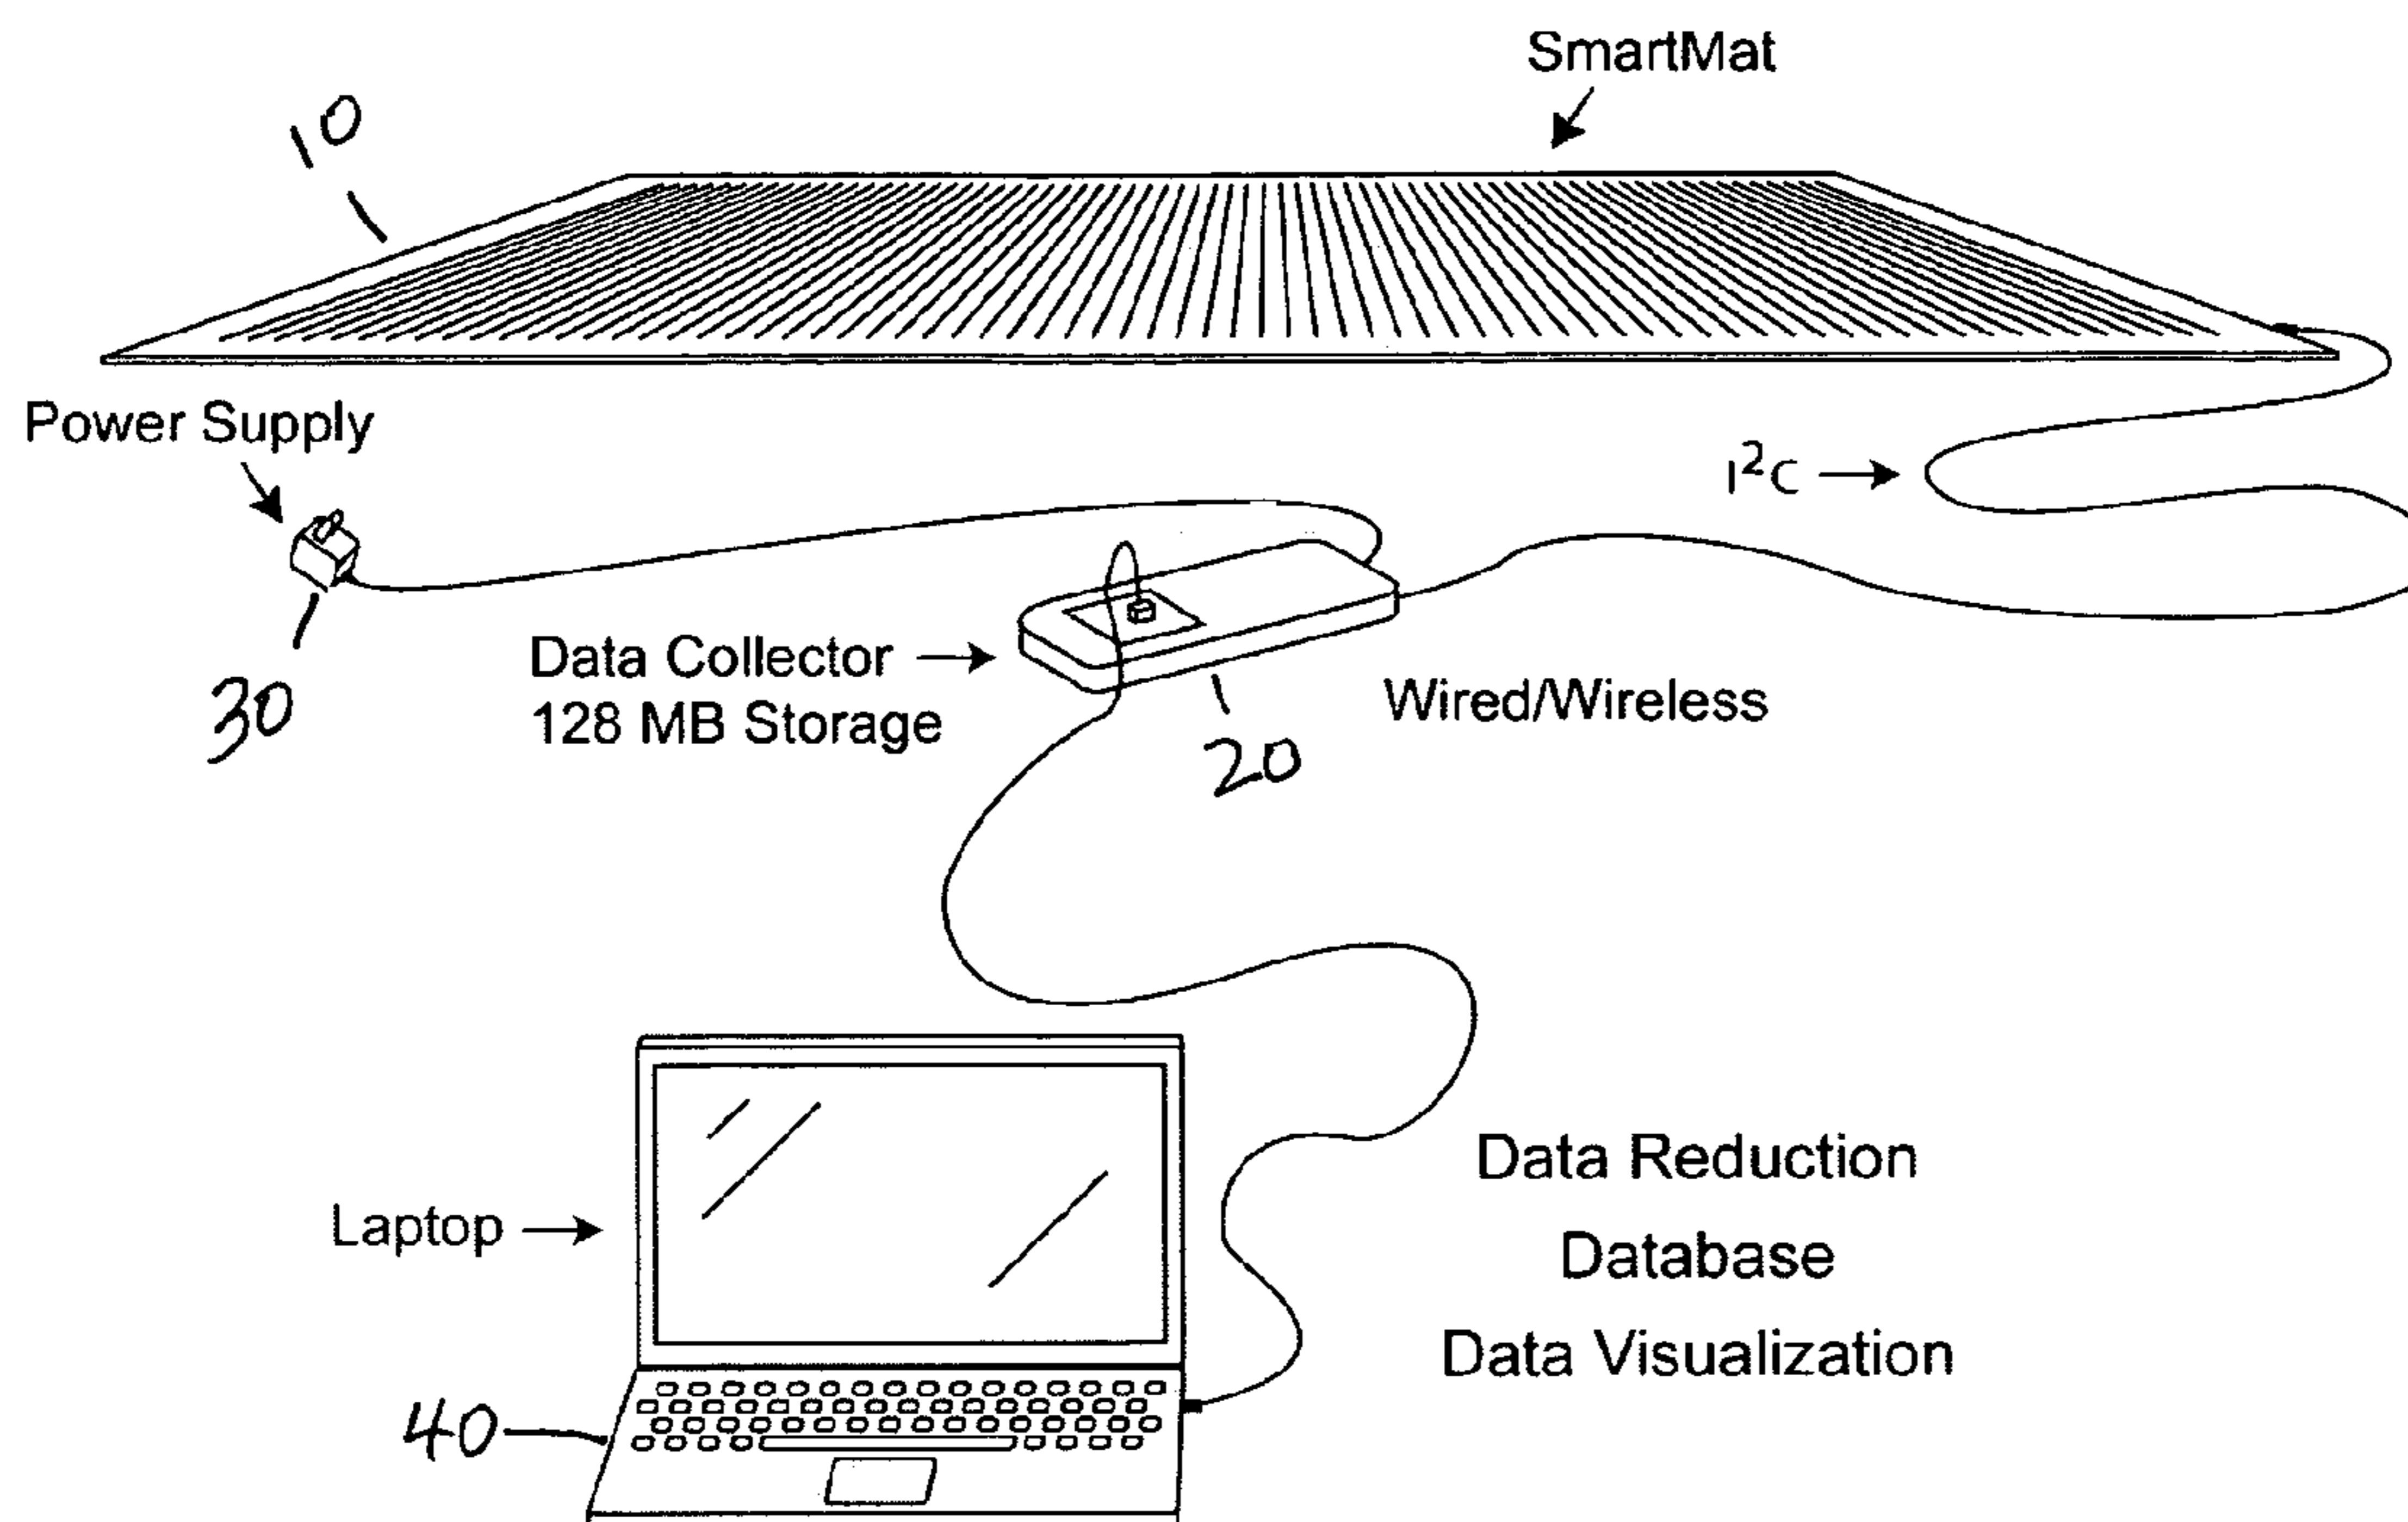 SmartMat
10
Power Supply
I²C
30
Data Collector
128 MB Storage
Wired/Wireless
20
Laptop
Data Reduction
Database
Data Visualization
40